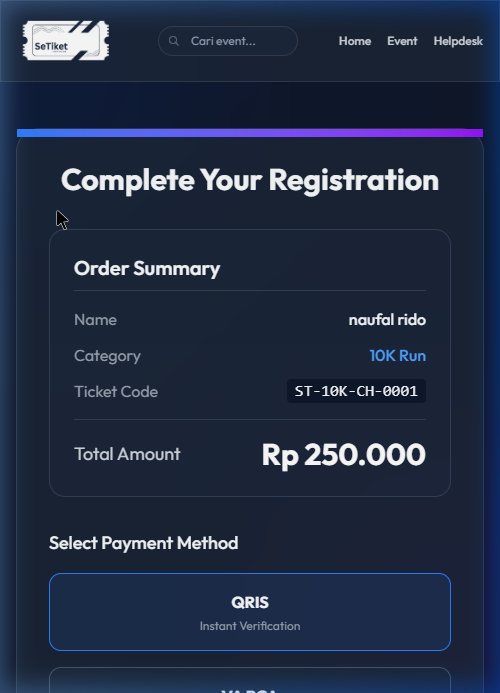 SeTiket
Cari event...
Home
Event
Helpdesk
Complete Your Registration
Order Summary
Name
naufal rido
Category
10K Run
Ticket Code
ST-10K-CH-0001
Total Amount
Rp 250.000
Select Payment Method
QRIS
Instant Verification